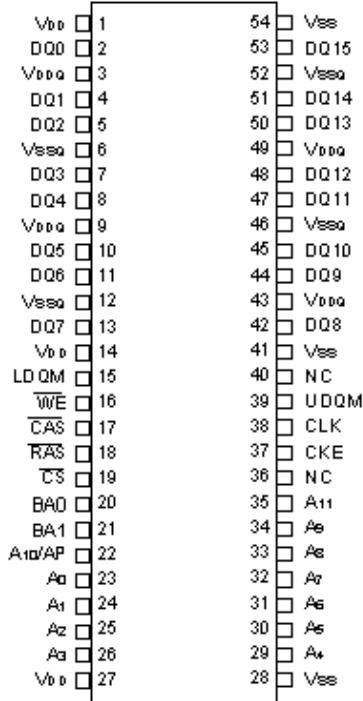 VDD 1 54 VSS
DQ0 2 53 DQ15
VDDQ 3 52 VSSQ
DQ1 4 51 DQ14
DQ2 5 50 DQ13
VSSQ 6 49 VDDQ
DQ3 7 48 DQ12
DQ4 8 47 DQ11
VDDQ 9 46 VSSQ
DQ5 10 45 DQ10
DQ6 11 44 DQ9
VSSQ 12 43 VDDQ
DQ7 13 42 DQ8
VDD 14 41 VSS
LDQM 15 40 NC
WE 16 39 UDQM
CAS 17 38 CLK
RAS 18 37 CKE
CS 19 36 NC
BA0 20 35 A11
BA1 21 34 A9
A10/AP 22 33 A8
A0 23 32 A7
A1 24 31 A6
A2 25 30 A5
A3 26 29 A4
VDD 27 28 VSS